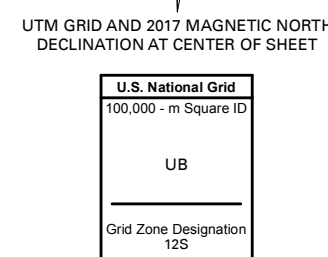 UTM GRID AND 2017 MAGNETIC NORTH
DECLINATION AT CENTER OF SHEET
U.S. National Grid
100,000 - m Square ID
UB
Grid Zone Designation
12S